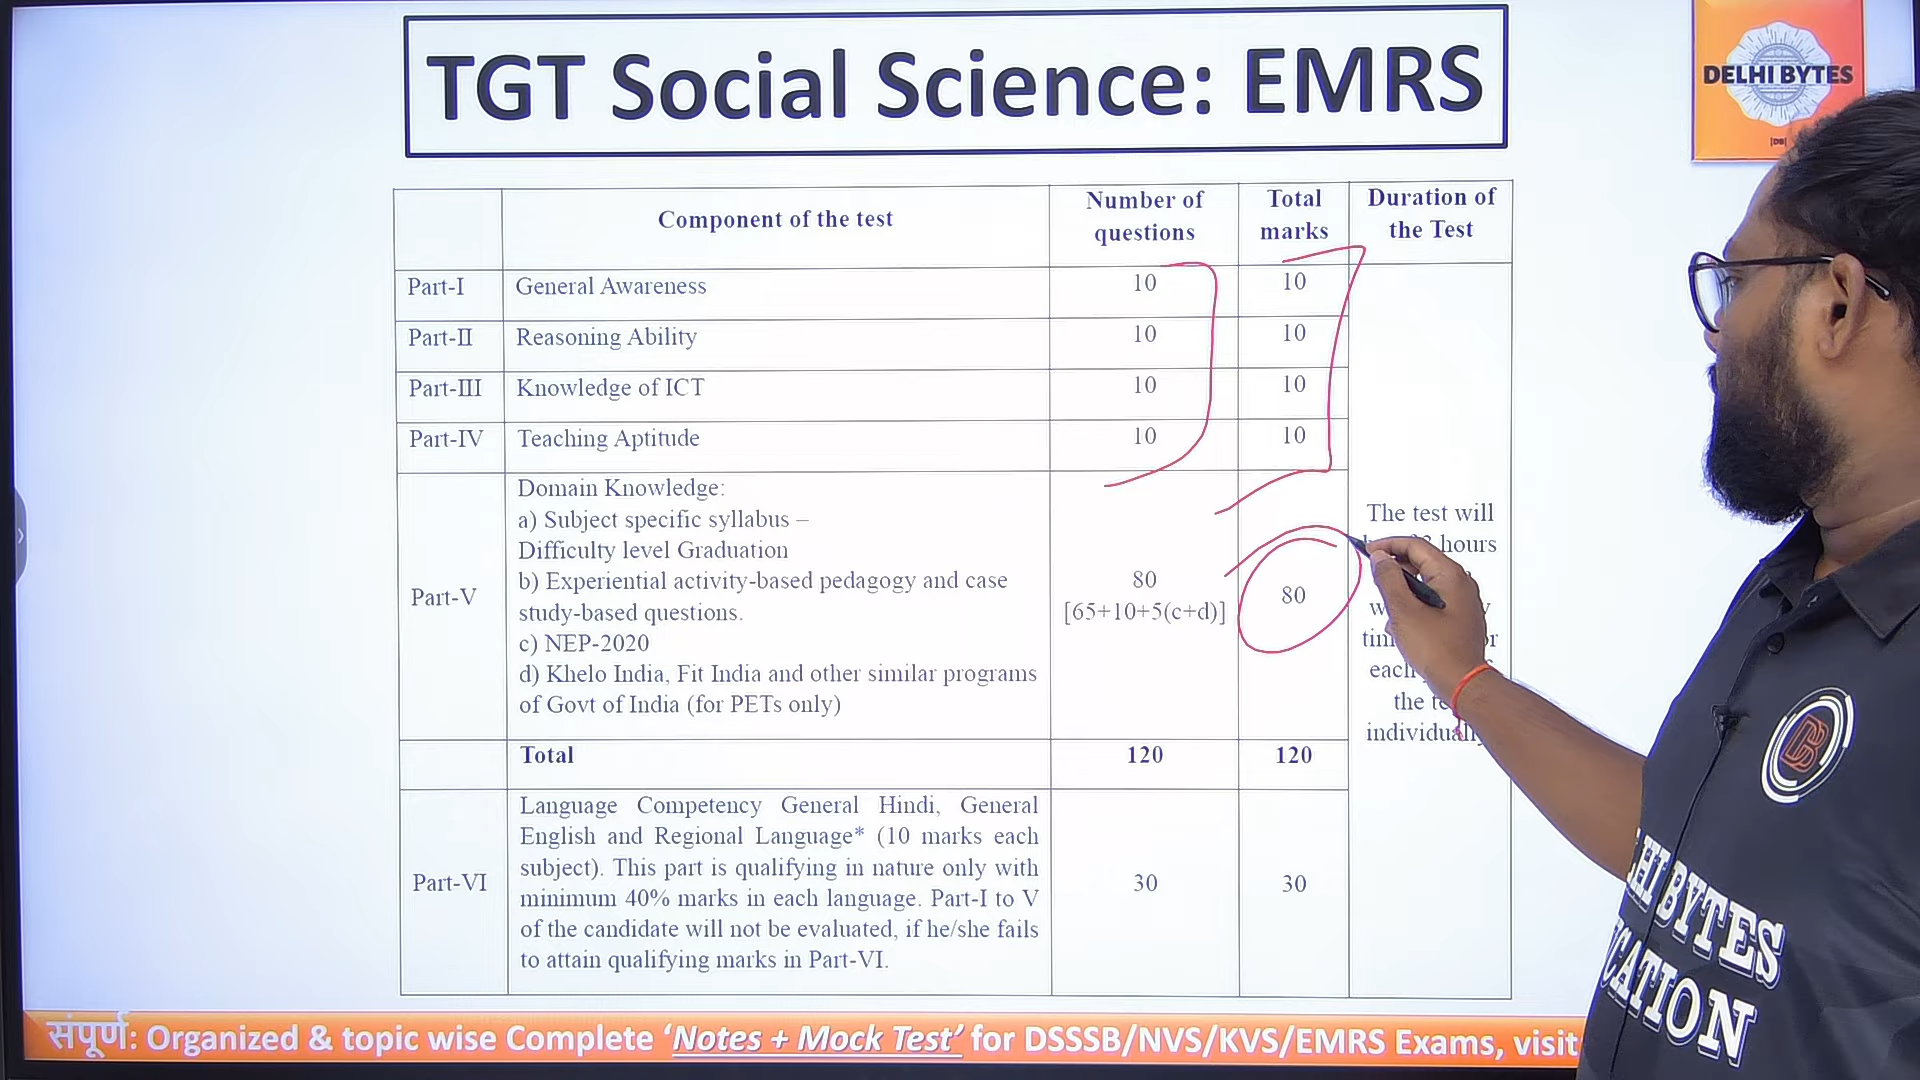 TGT Social Science: EMRS
DELHI BYTES
|DB|
Component of the test
Number of
questions
Total
marks
Duration of
the Test
Part-I
General Awareness
10
10
Part-II
Reasoning Ability
10
10
Part-III
Knowledge of ICT
10
10
Part-IV
Teaching Aptitude
10
10
Part-V
Domain Knowledge:
a) Subject specific syllabus –
Difficulty level Graduation
b) Experiential activity-based pedagogy and case
study-based questions.
c) NEP-2020
d) Khelo India, Fit India and other similar programs
of Govt of India (for PETs only)
80
[65+10+5(c+d)]
80
The test will
hours
each
the
individually
Total
120
120
Part-VI
Language Competency General Hindi, General
English and Regional Language* (10 marks each
subject). This part is qualifying in nature only with
minimum 40% marks in each language. Part-I to V
of the candidate will not be evaluated, if he/she fails
to attain qualifying marks in Part-VI.
30
30
संपूर्ण: Organized & topic wise Complete ‘Notes + Mock Test’ for DSSSB/NVS/KVS/EMRS Exams, visit
DB
HI BYTES
CATION